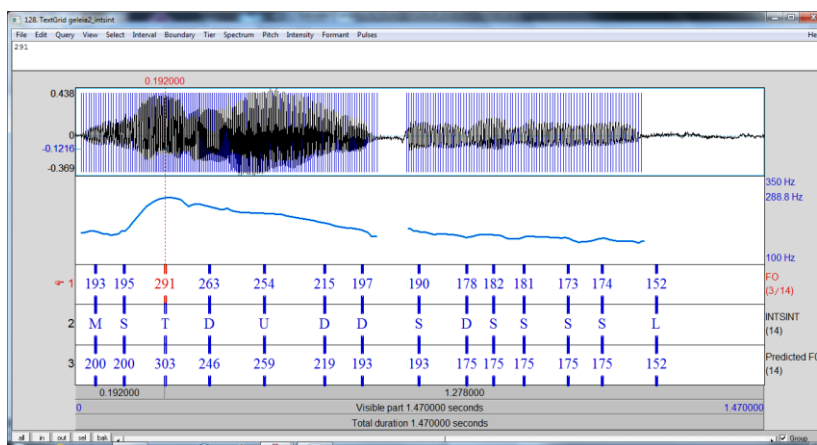 128. TextGrid geleia2_intsint
File Edit Query View Select Interval Boundary Tier Spectrum Pitch Intensity Formant Pulses
291
0.192000
0.438
0
-0.1216
-0.369
350 Hz
288.8 Hz
100 Hz
1 193 195 291 263 254 215 197 190 178 182 181 173 174 152 FO (3/14)
2 M S T D U D D S D S S S S L INTSINT (14)
3 200 200 303 246 259 219 193 193 175 175 175 175 175 152 Predicted FO (14)
0.192000 1.278000
0 Visible part 1.470000 seconds 1.470000
Total duration 1.470000 seconds
all in out sel bak Group